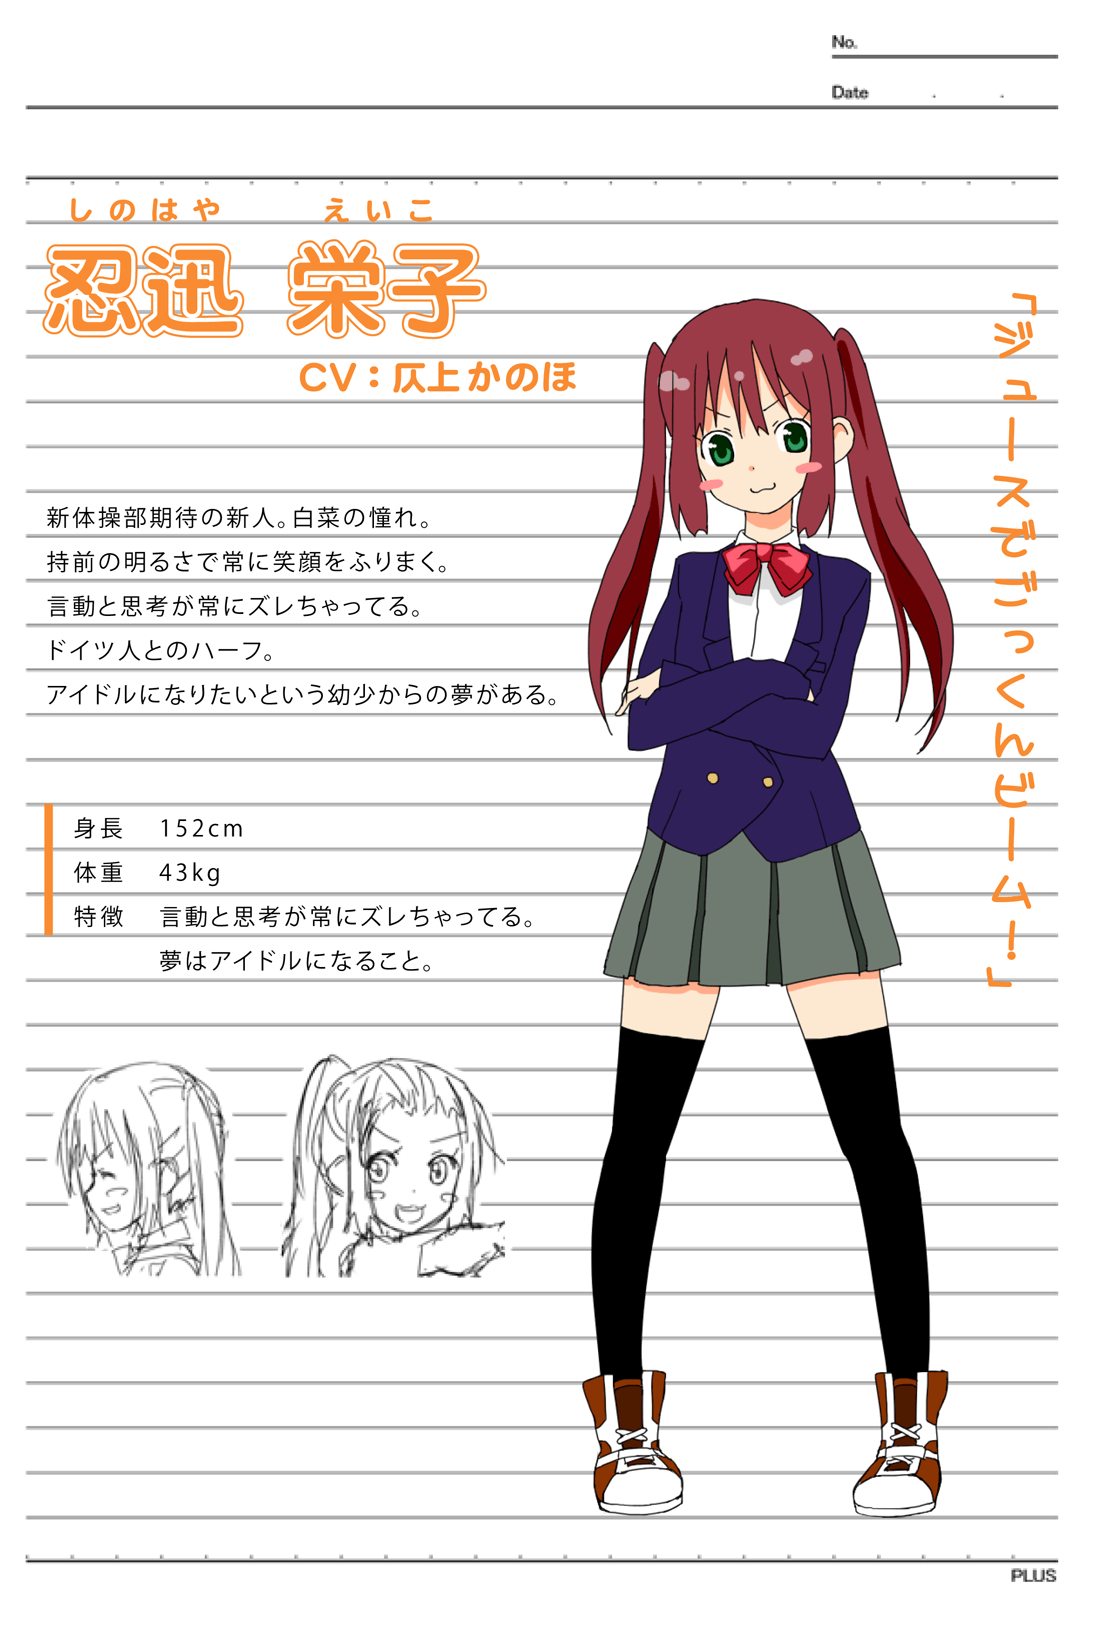 No.
Date . .
しのはや えいこ
忍迅 栄子
CV：仄上かのほ
「ジュースでごっくんビーム！」
新体操部期待の新人。白菜の憧れ。
持前の明るさで常に笑顔をふりまく。
言動と思考が常にズレちゃってる。
ドイツ人とのハーフ。
アイドルになりたいという幼少からの夢がある。
身長 152cm
体重 43kg
特徴 言動と思考が常にズレちゃってる。
夢はアイドルになること。
PLUS